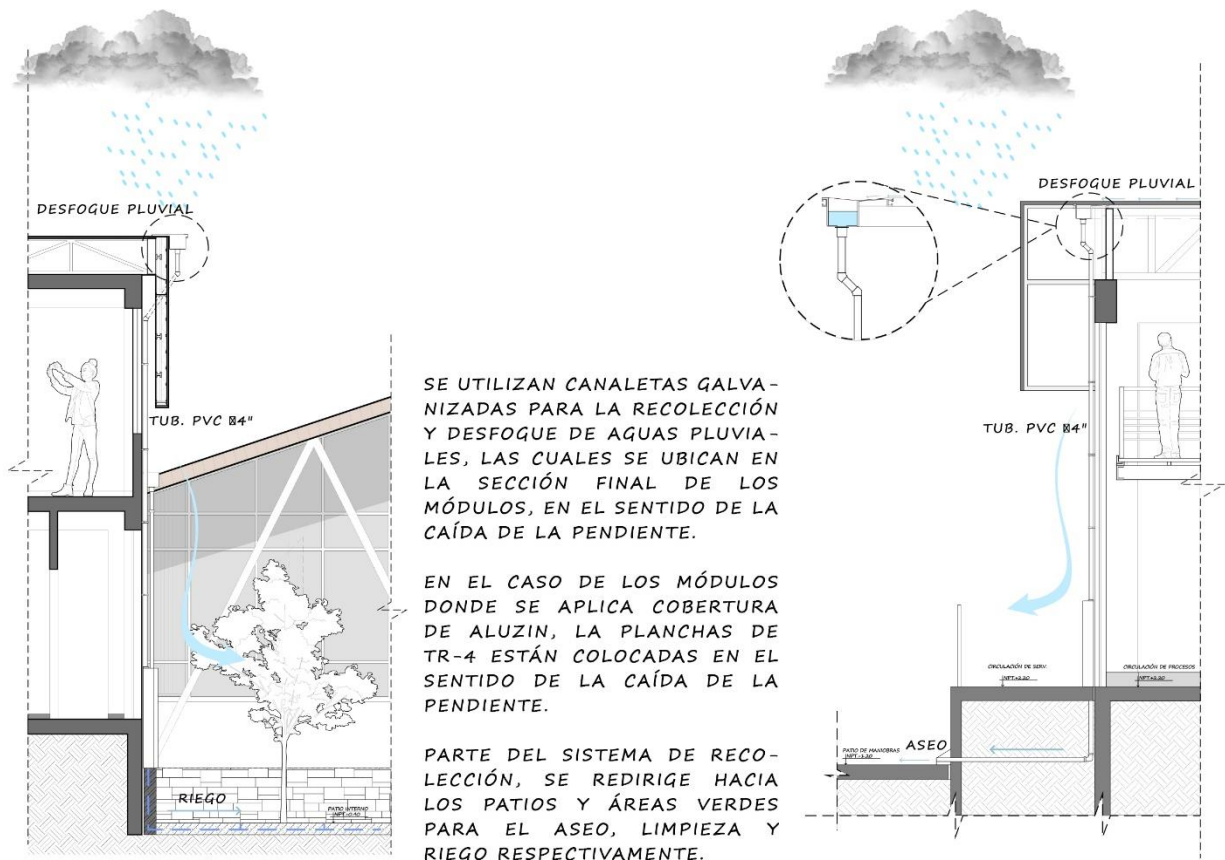 DESFOGUE PLUVIAL
TUB. PVC 4"
RIEGO
PATIO INTERNO
SE UTILIZAN CANALETAS GALVA-
NIZADAS PARA LA RECOLECCIÓN
Y DESFOGUE DE AGUAS PLUVIA-
LES, LAS CUALES SE UBICAN EN
LA SECCIÓN FINAL DE LOS
MÓDULOS, EN EL SENTIDO DE LA
CAÍDA DE LA PENDIENTE.
EN EL CASO DE LOS MÓDULOS
DONDE SE APLICA COBERTURA
DE ALUZIN, LA PLANCHAS DE
TR-4 ESTÁN COLOCADAS EN EL
SENTIDO DE LA CAÍDA DE LA
PENDIENTE.
PARTE DEL SISTEMA DE RECO-
LECCIÓN, SE REDIRIGE HACIA
LOS PATIOS Y ÁREAS VERDES
PARA EL ASEO, LIMPIEZA Y
RIEGO RESPECTIVAMENTE.
DESFOGUE PLUVIAL
TUB. PVC 4"
CIRCULACIÓN DE SERV.
CIRCULACIÓN DE PROCESOS
PATIO DE MANIOBRAS
ASEO